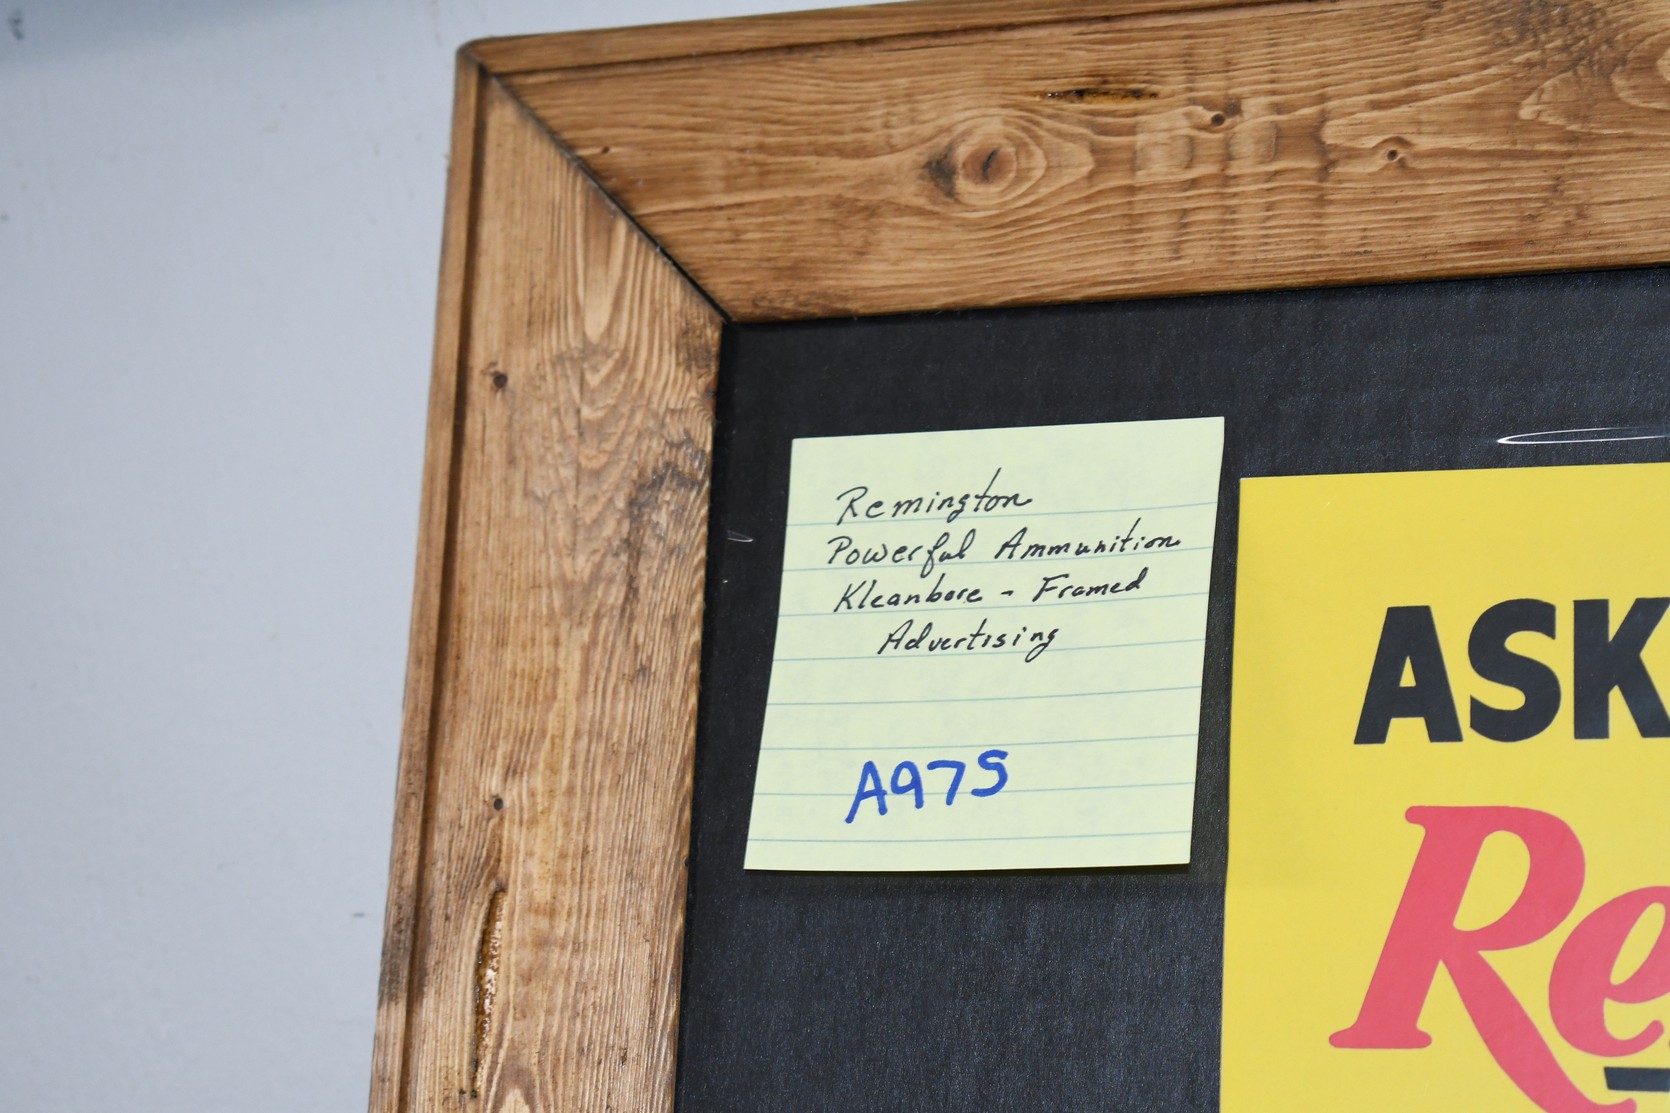 Remington
Powerful Ammunition
Kleanbore - Framed
Advertising
A975
ASK
Re